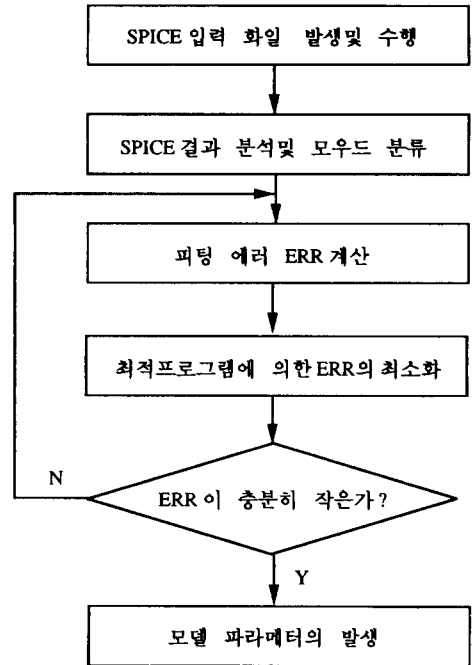 SPICE 입력 화일 발생및 수행
SPICE 결과 분석및 모우드 분류
피팅 에러 ERR 계산
최적프로그램에 의한 ERR의 최소화
N
ERR이 충분히 작은가?
Y
모델 파라메터의 발생